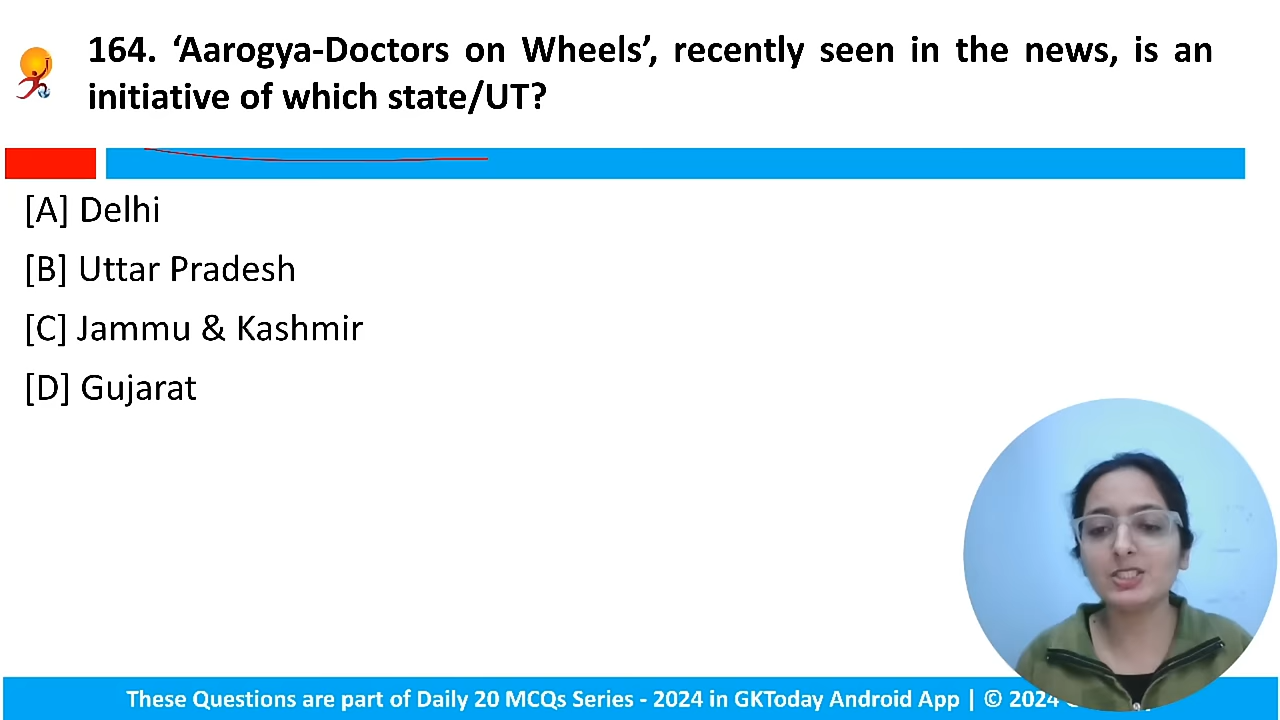 164. ‘Aarogya-Doctors on Wheels’, recently seen in the news, is an
initiative of which state/UT?
[A] Delhi
[B] Uttar Pradesh
[C] Jammu & Kashmir
[D] Gujarat
These Questions are part of Daily 20 MCQs Series - 2024 in GKToday Android App | © 2024